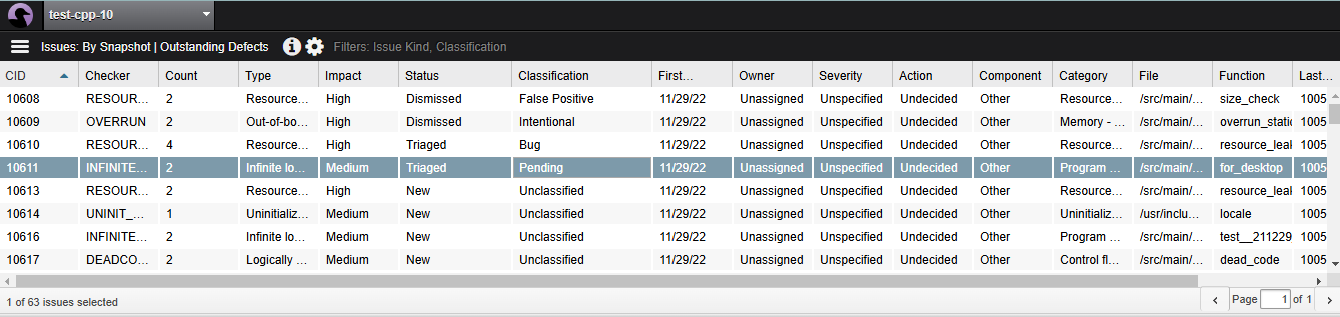 test-cpp-10
Issues: By Snapshot | Outstanding Defects Filters: Issue Kind, Classification
CID Checker Count Type Impact Status Classification First... Owner Severity Action Component Category File Function Last...
10608 RESOUR... 2 Resource... High Dismissed False Positive 11/29/22 Unassigned Unspecified Undecided Other Resource... /src/main/... size_check 1005
10609 OVERRUN 2 Out-of-bo... High Dismissed Intentional 11/29/22 Unassigned Unspecified Undecided Other Memory - ... /src/main/... overrun_stati 1005
10610 RESOUR... 4 Resource... High Triaged Bug 11/29/22 Unassigned Unspecified Undecided Other Resource... /src/main/... resource_leak 1005
10611 INFINITE... 2 Infinite lo... Medium Triaged Pending 11/29/22 Unassigned Unspecified Undecided Other Program ... /src/main/... for_desktop 1005
10613 RESOUR... 2 Resource... High New Unclassified 11/29/22 Unassigned Unspecified Undecided Other Resource... /src/main/... resource_leak 1005
10614 UNINIT_... 1 Uninitializ... Medium New Unclassified 11/29/22 Unassigned Unspecified Undecided Other Uninitializ... /usr/inclu... locale 1005
10616 INFINITE... 2 Infinite lo... Medium New Unclassified 11/29/22 Unassigned Unspecified Undecided Other Program ... /src/main/... test__211229 1005
10617 DEADCO... 2 Logically ... Medium New Unclassified 11/29/22 Unassigned Unspecified Undecided Other Control fl... /src/main/... dead_code 1005
1 of 63 issues selected Page 1 of 1